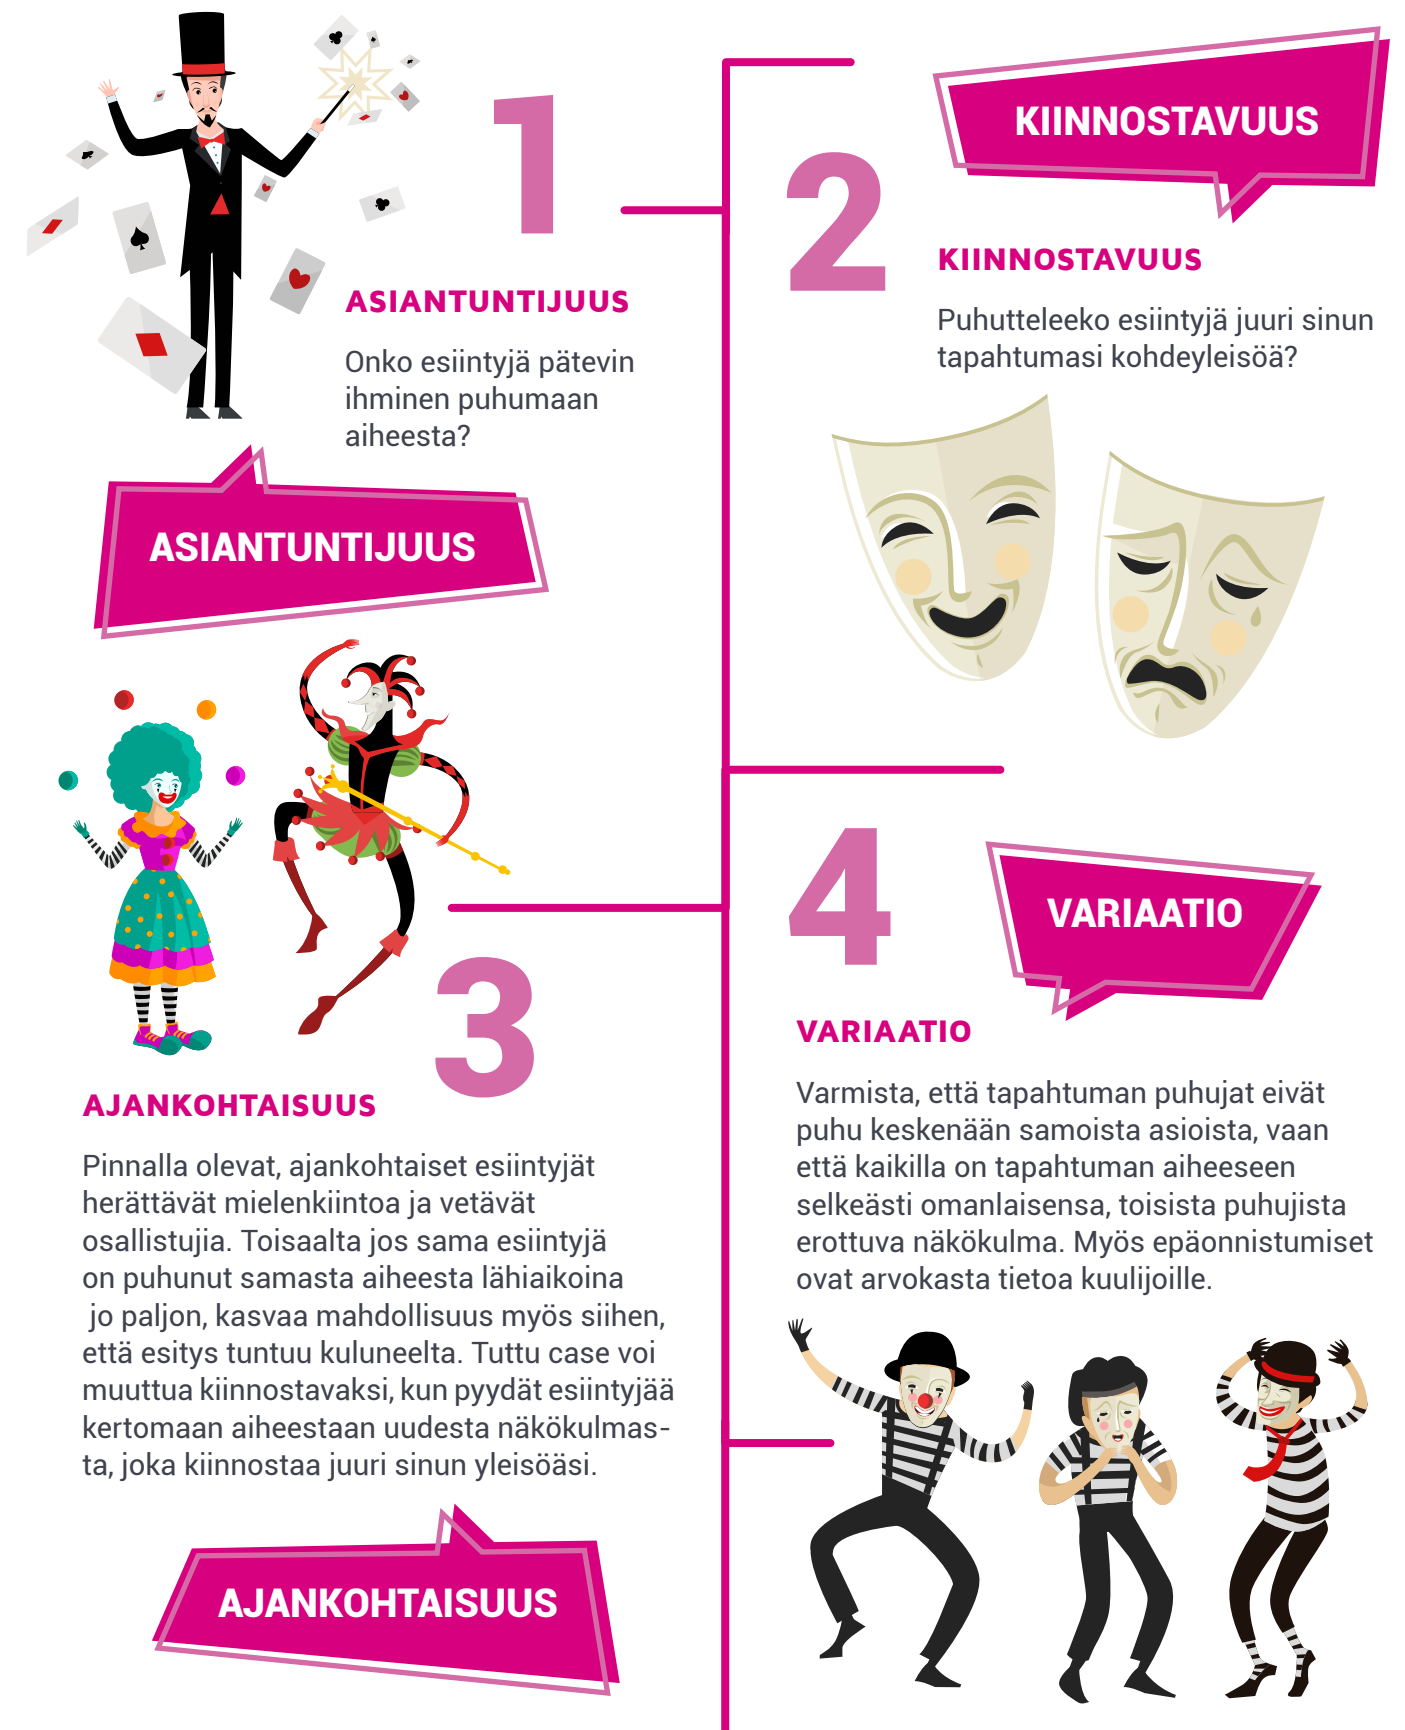 1
ASIANTUNTIJUUS
Onko esiintyjä pätevin
ihminen puhumaan
aiheesta?
ASIANTUNTIJUUS
KIINNOSTAVUUS
2
KIINNOSTAVUUS
Puhutteleeko esiintyjä juuri sinun
tapahtumasi kohdeyleisöä?
3
AJANKOHTAISUUS
Pinnalla olevat, ajankohtaiset esiintyjät
herättävät mielenkiintoa ja vetävät
osallistujia. Toisaalta jos sama esiintyjä
on puhunut samasta aiheesta lähiaikoina
jo paljon, kasvaa mahdollisuus myös siihen,
että esitys tuntuu kuluneelta. Tuttu case voi
muuttua kiinnostavaksi, kun pyydät esiintyjää
kertomaan aiheestaan uudesta näkökulmas-
ta, joka kiinnostaa juuri sinun yleisöäsi.
AJANKOHTAISUUS
4
VARIAATIO
VARIAATIO
Varmista, että tapahtuman puhujat eivät
puhu keskenään samoista asioista, vaan
että kaikilla on tapahtuman aiheeseen
selkeästi omanlaisensa, toisista puhujista
erottuva näkökulma. Myös epäonnistumiset
ovat arvokasta tietoa kuulijoille.